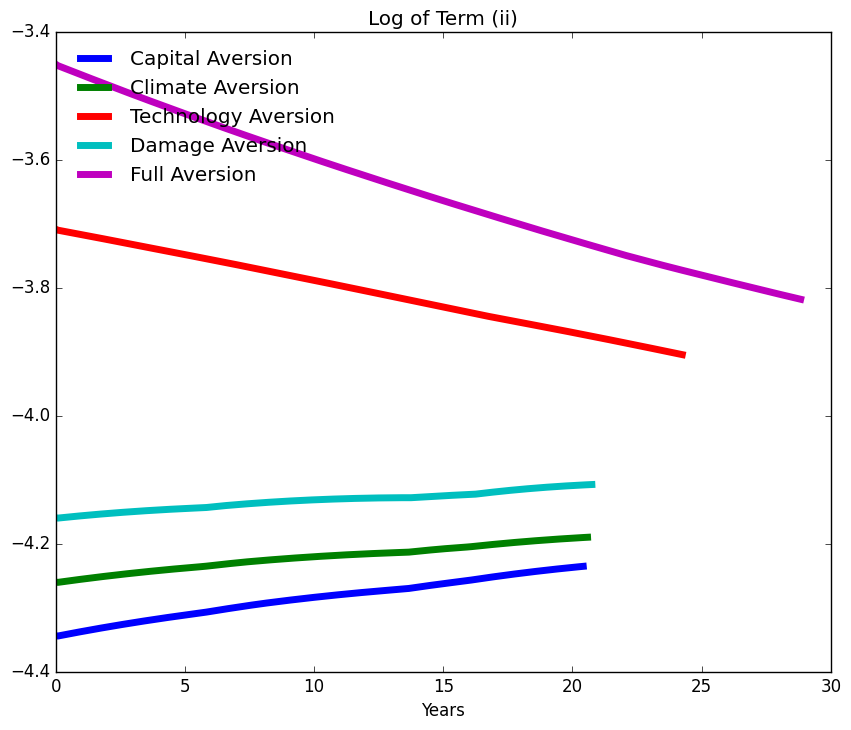 Log of Term (ii)
−3.4
−3.6
−3.8
−4.0
−4.2
−4.4
Capital Aversion
Climate Aversion
Technology Aversion
Damage Aversion
Full Aversion
0 5 10 15 20 25 30
Years